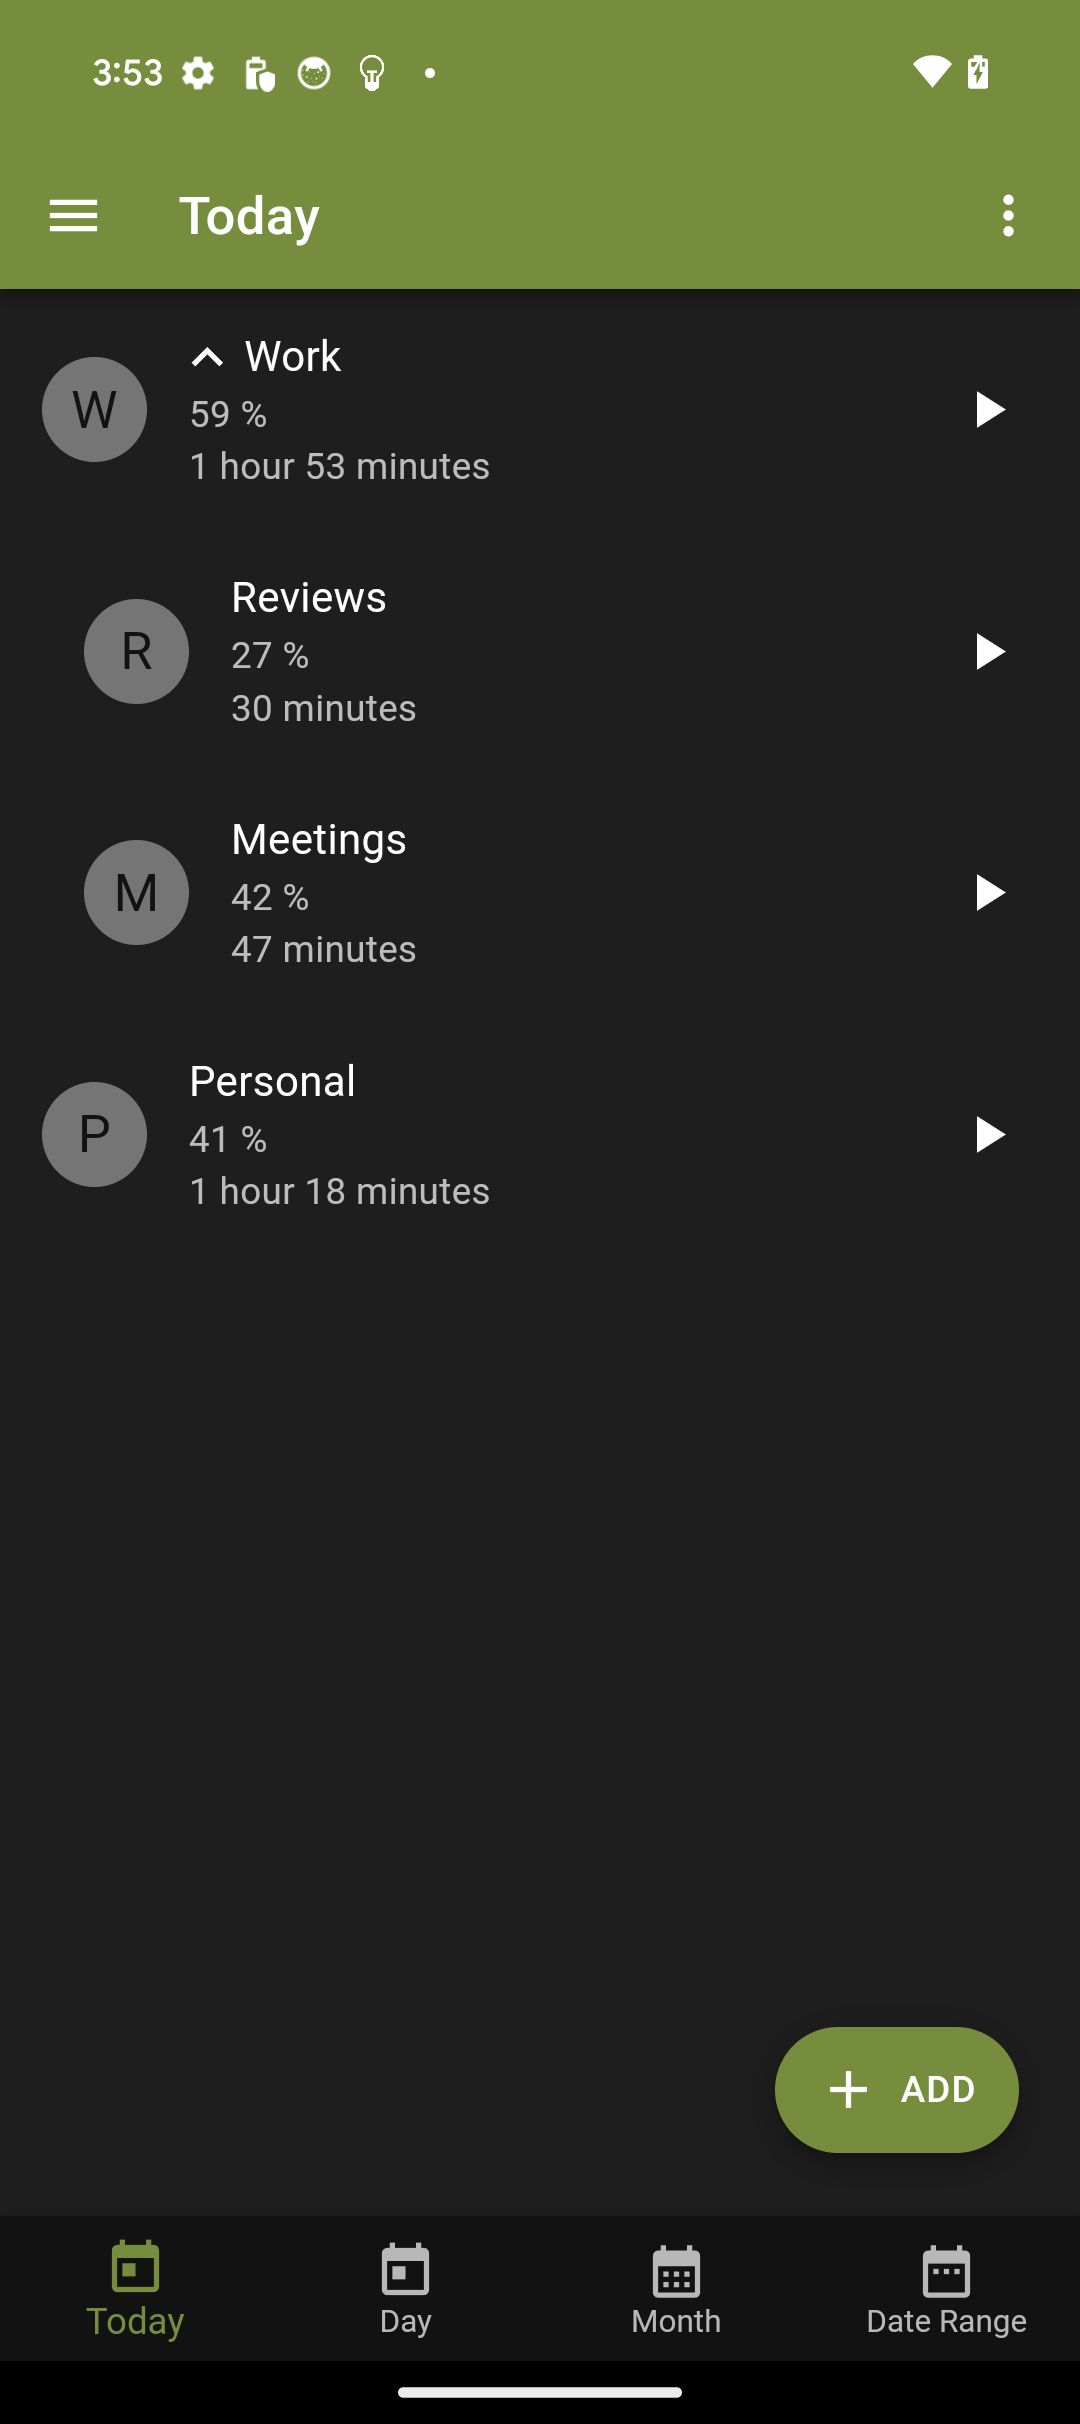 3:53
Today
W
Work
59 %
1 hour 53 minutes
R
Reviews
27 %
30 minutes
M
Meetings
42 %
47 minutes
P
Personal
41 %
1 hour 18 minutes
ADD
Today
Day
Month
Date Range